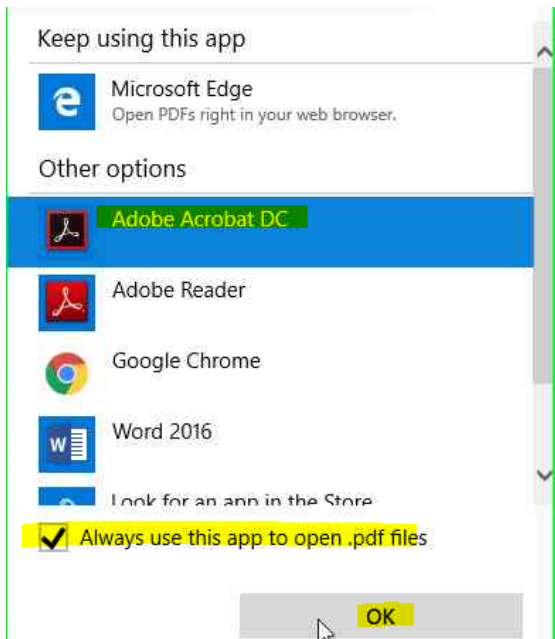 Keep using this app
Microsoft Edge
Open PDFs right in your web browser.
Other options
Adobe Acrobat DC
Adobe Reader
Google Chrome
Word 2016
Look for an app in the Store
Always use this app to open .pdf files
OK